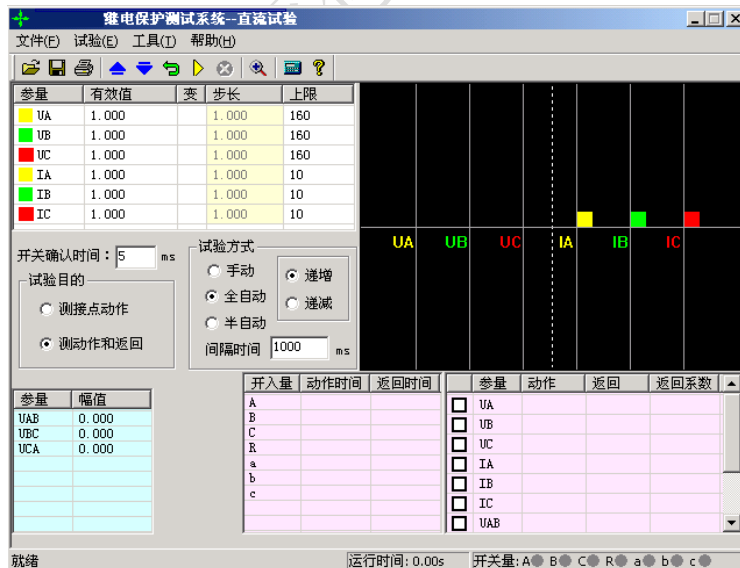 继电保护测试系统--直流试验
文件(F) 试验(E) 工具(T) 帮助(H)
参量 有效值 变 步长 上限
UA 1.000 1.000 160
UB 1.000 1.000 160
UC 1.000 1.000 160
IA 1.000 1.000 10
IB 1.000 1.000 10
IC 1.000 1.000 10
UA UB UC IA IB IC
开关确认时间：5 ms
试验目的
测接点动作
测动作和返回
试验方式
手动
全自动
半自动
递增
递减
间隔时间 1000 ms
参量 幅值
UAB 0.000
UBC 0.000
UCA 0.000
开入量 动作时间 返回时间
A
B
C
R
a
b
c
参量 动作 返回 返回系数
UA
UB
UC
IA
IB
IC
UAB
就绪 运行时间: 0.00s 开关量: A B C R a b c